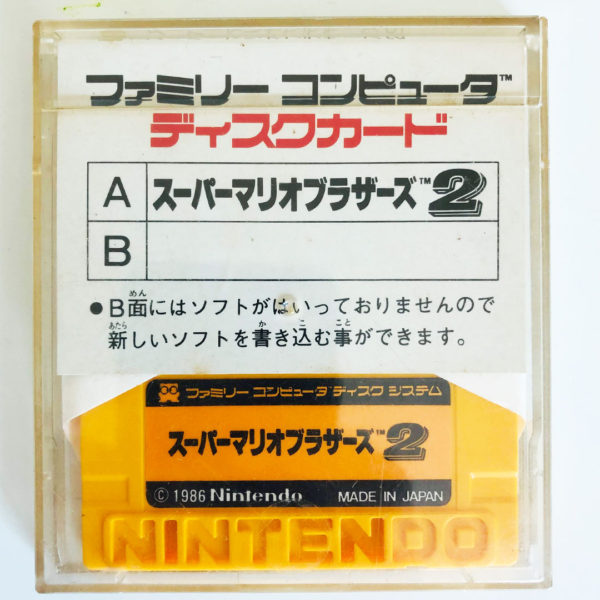 ファミリー コンピュータ™
ディスクカード
A スーパーマリオブラザーズ™2
B
●B面にはソフトがはいっておりませんので
新しいソフトを書き込む事ができます。
ファミリー コンピュータ ディスク システム
スーパーマリオブラザーズ™2
©1986 Nintendo MADE IN JAPAN
NINTENDO